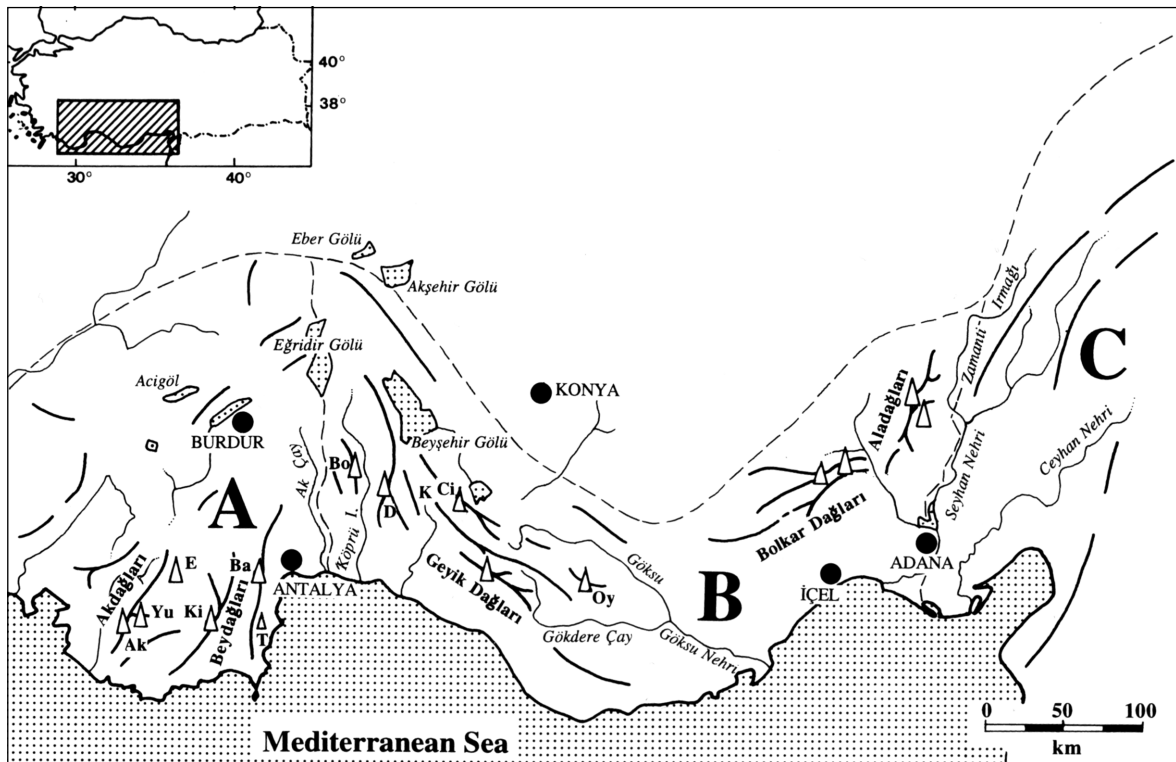 40°
38°
30°
40°
Eber Gölü
Akşehir Gölü
Eğridir Gölü
Acigöl
BURDUR
KONYA
Beyşehir Gölü
Ak Çay
Köprü I.
Bo
D
K
Ci
A
B
C
Aladağları
Zamanti
Irmağı
Seyhan Nehri
Ceyhan Nehri
Bolkar Dağları
ADANA
İÇEL
Göksu
Geyik Dağları
Oy
Gökdere Çay
Göksu Nehri
Akdağları
E
Ba
ANTALYA
Yu
Ki
Ak
Beydağları
T
0
50
100
km
Mediterranean Sea